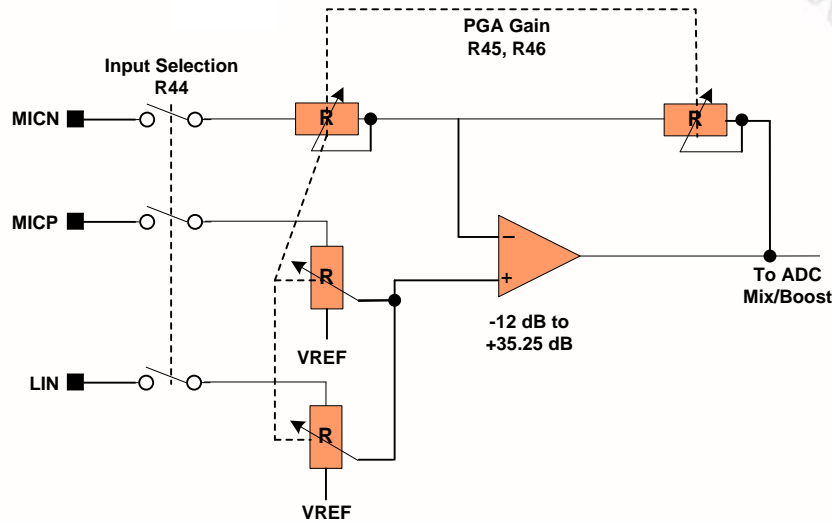 PGA Gain
R45, R46
Input Selection
R44
MICN
R
R
MICP
R
VREF
−
+
-12 dB to
+35.25 dB
To ADC
Mix/Boost
LIN
R
VREF